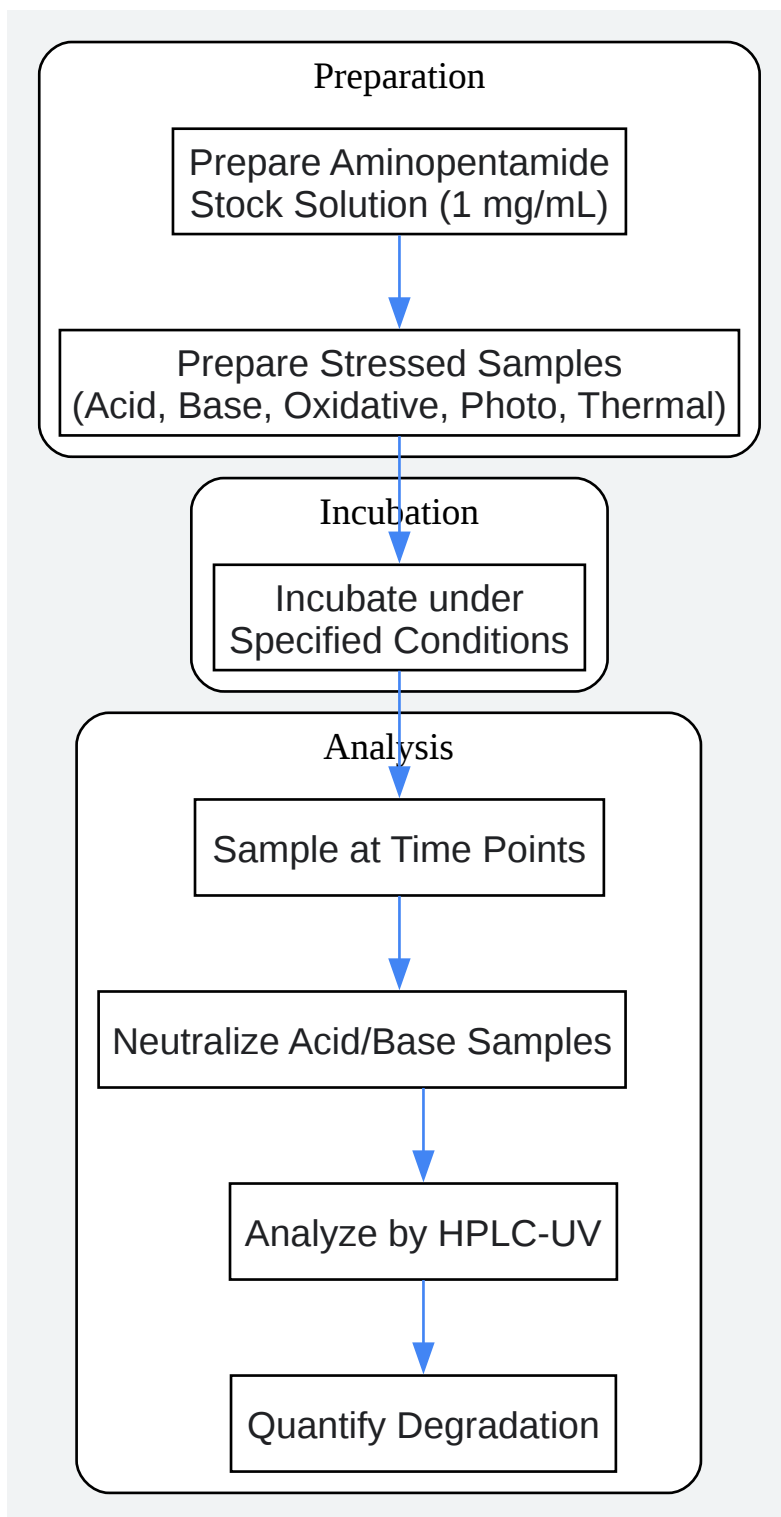 Preparation
Prepare Aminopentamide
Stock Solution (1 mg/mL)
Prepare Stressed Samples
(Acid, Base, Oxidative, Photo, Thermal)
Incubation
Incubate under
Specified Conditions
Analysis
Sample at Time Points
Neutralize Acid/Base Samples
Analyze by HPLC-UV
Quantify Degradation